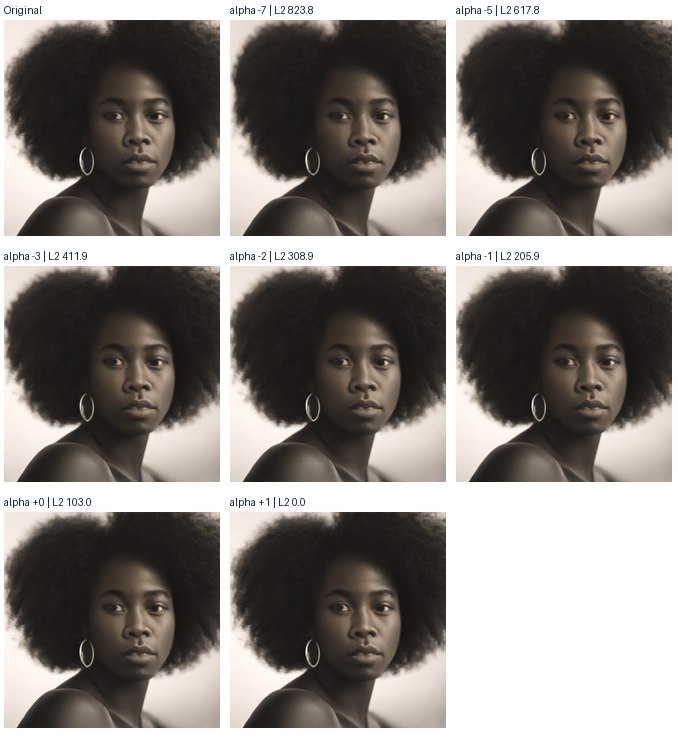 Original
alpha -7 | L2 823.8
alpha -5 | L2 617.8
alpha -3 | L2 411.9
alpha -2 | L2 308.9
alpha -1 | L2 205.9
alpha +0 | L2 103.0
alpha +1 | L2 0.0